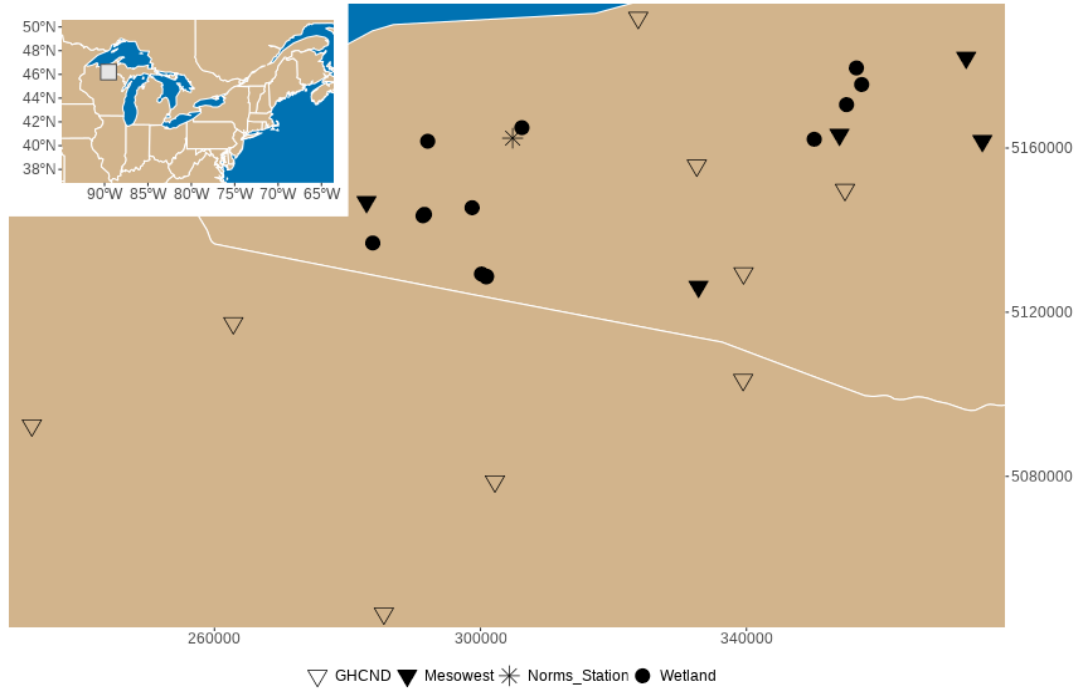 50°N
48°N
46°N
44°N
42°N
40°N
38°N
90°W 85°W 80°W 75°W 70°W 65°W
5160000
5120000
5080000
260000 300000 340000
GHCND Mesowest Norms_Station Wetland